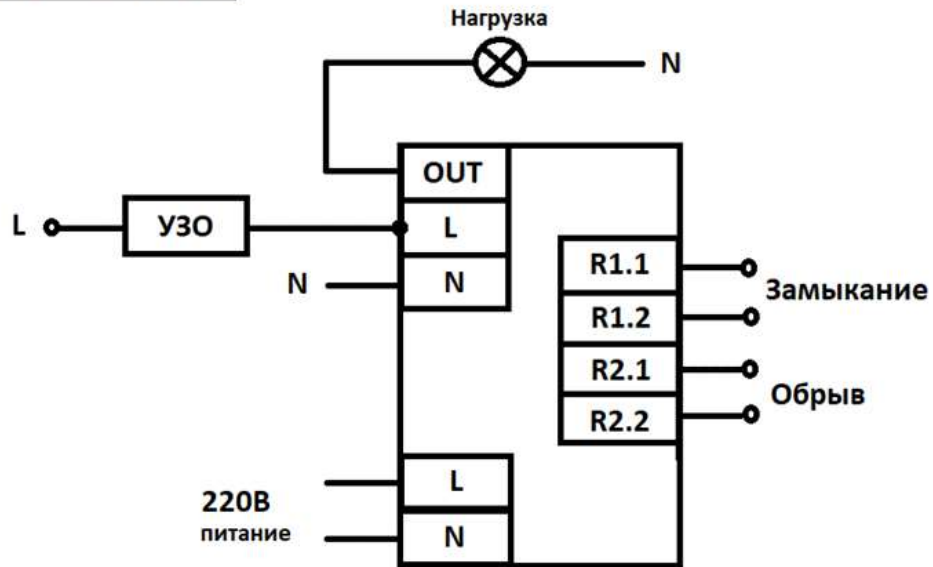 Нагрузка
N
OUT
L
УЗО
L
N
N
R1.1
Замыкание
R1.2
R2.1
Обрыв
R2.2
220В
L
питание
N